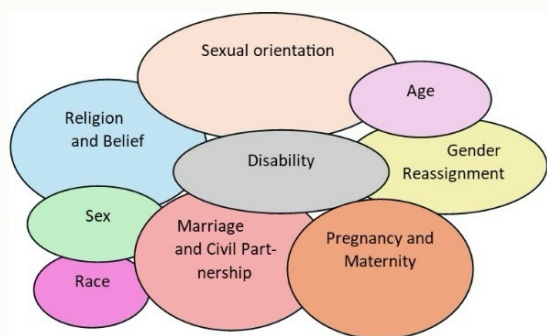 Sexual orientation
Age
Religion
and Belief
Disability
Gender
Reassignment
Sex
Marriage
and Civil Part-
nership
Pregnancy and
Maternity
Race